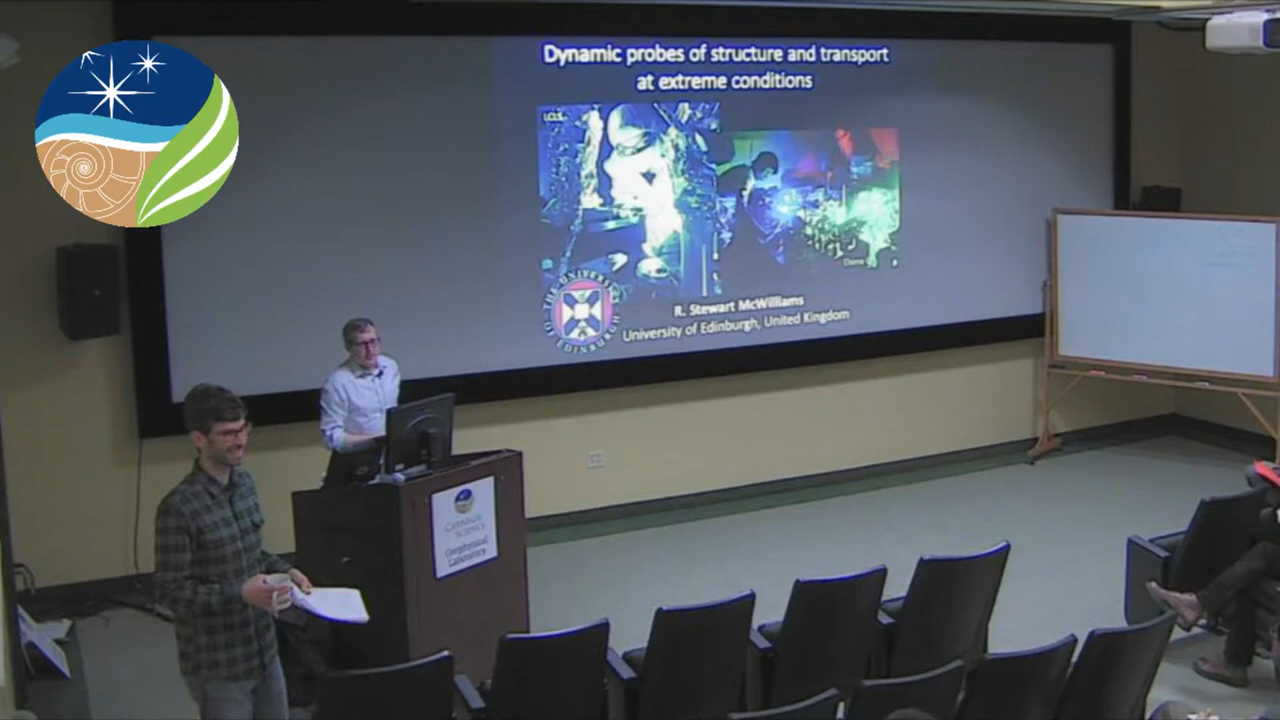 Dynamic probes of structure and transport
at extreme conditions
LCLS
THE UNIVERSITY
OF EDINBURGH
R. Stewart McWilliams
University of Edinburgh, United Kingdom
CARNEGIE
SCIENCE
Geophysical
Laboratory